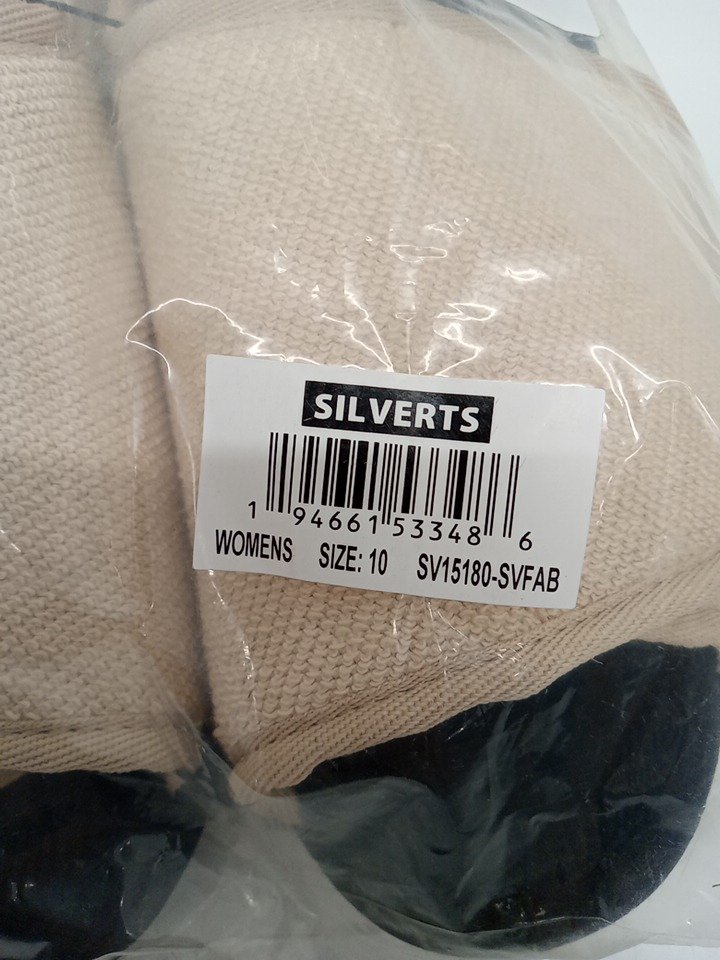 SILVERTS
1 94661 53348 6
WOMENS SIZE: 10 SV15180-SVFAB